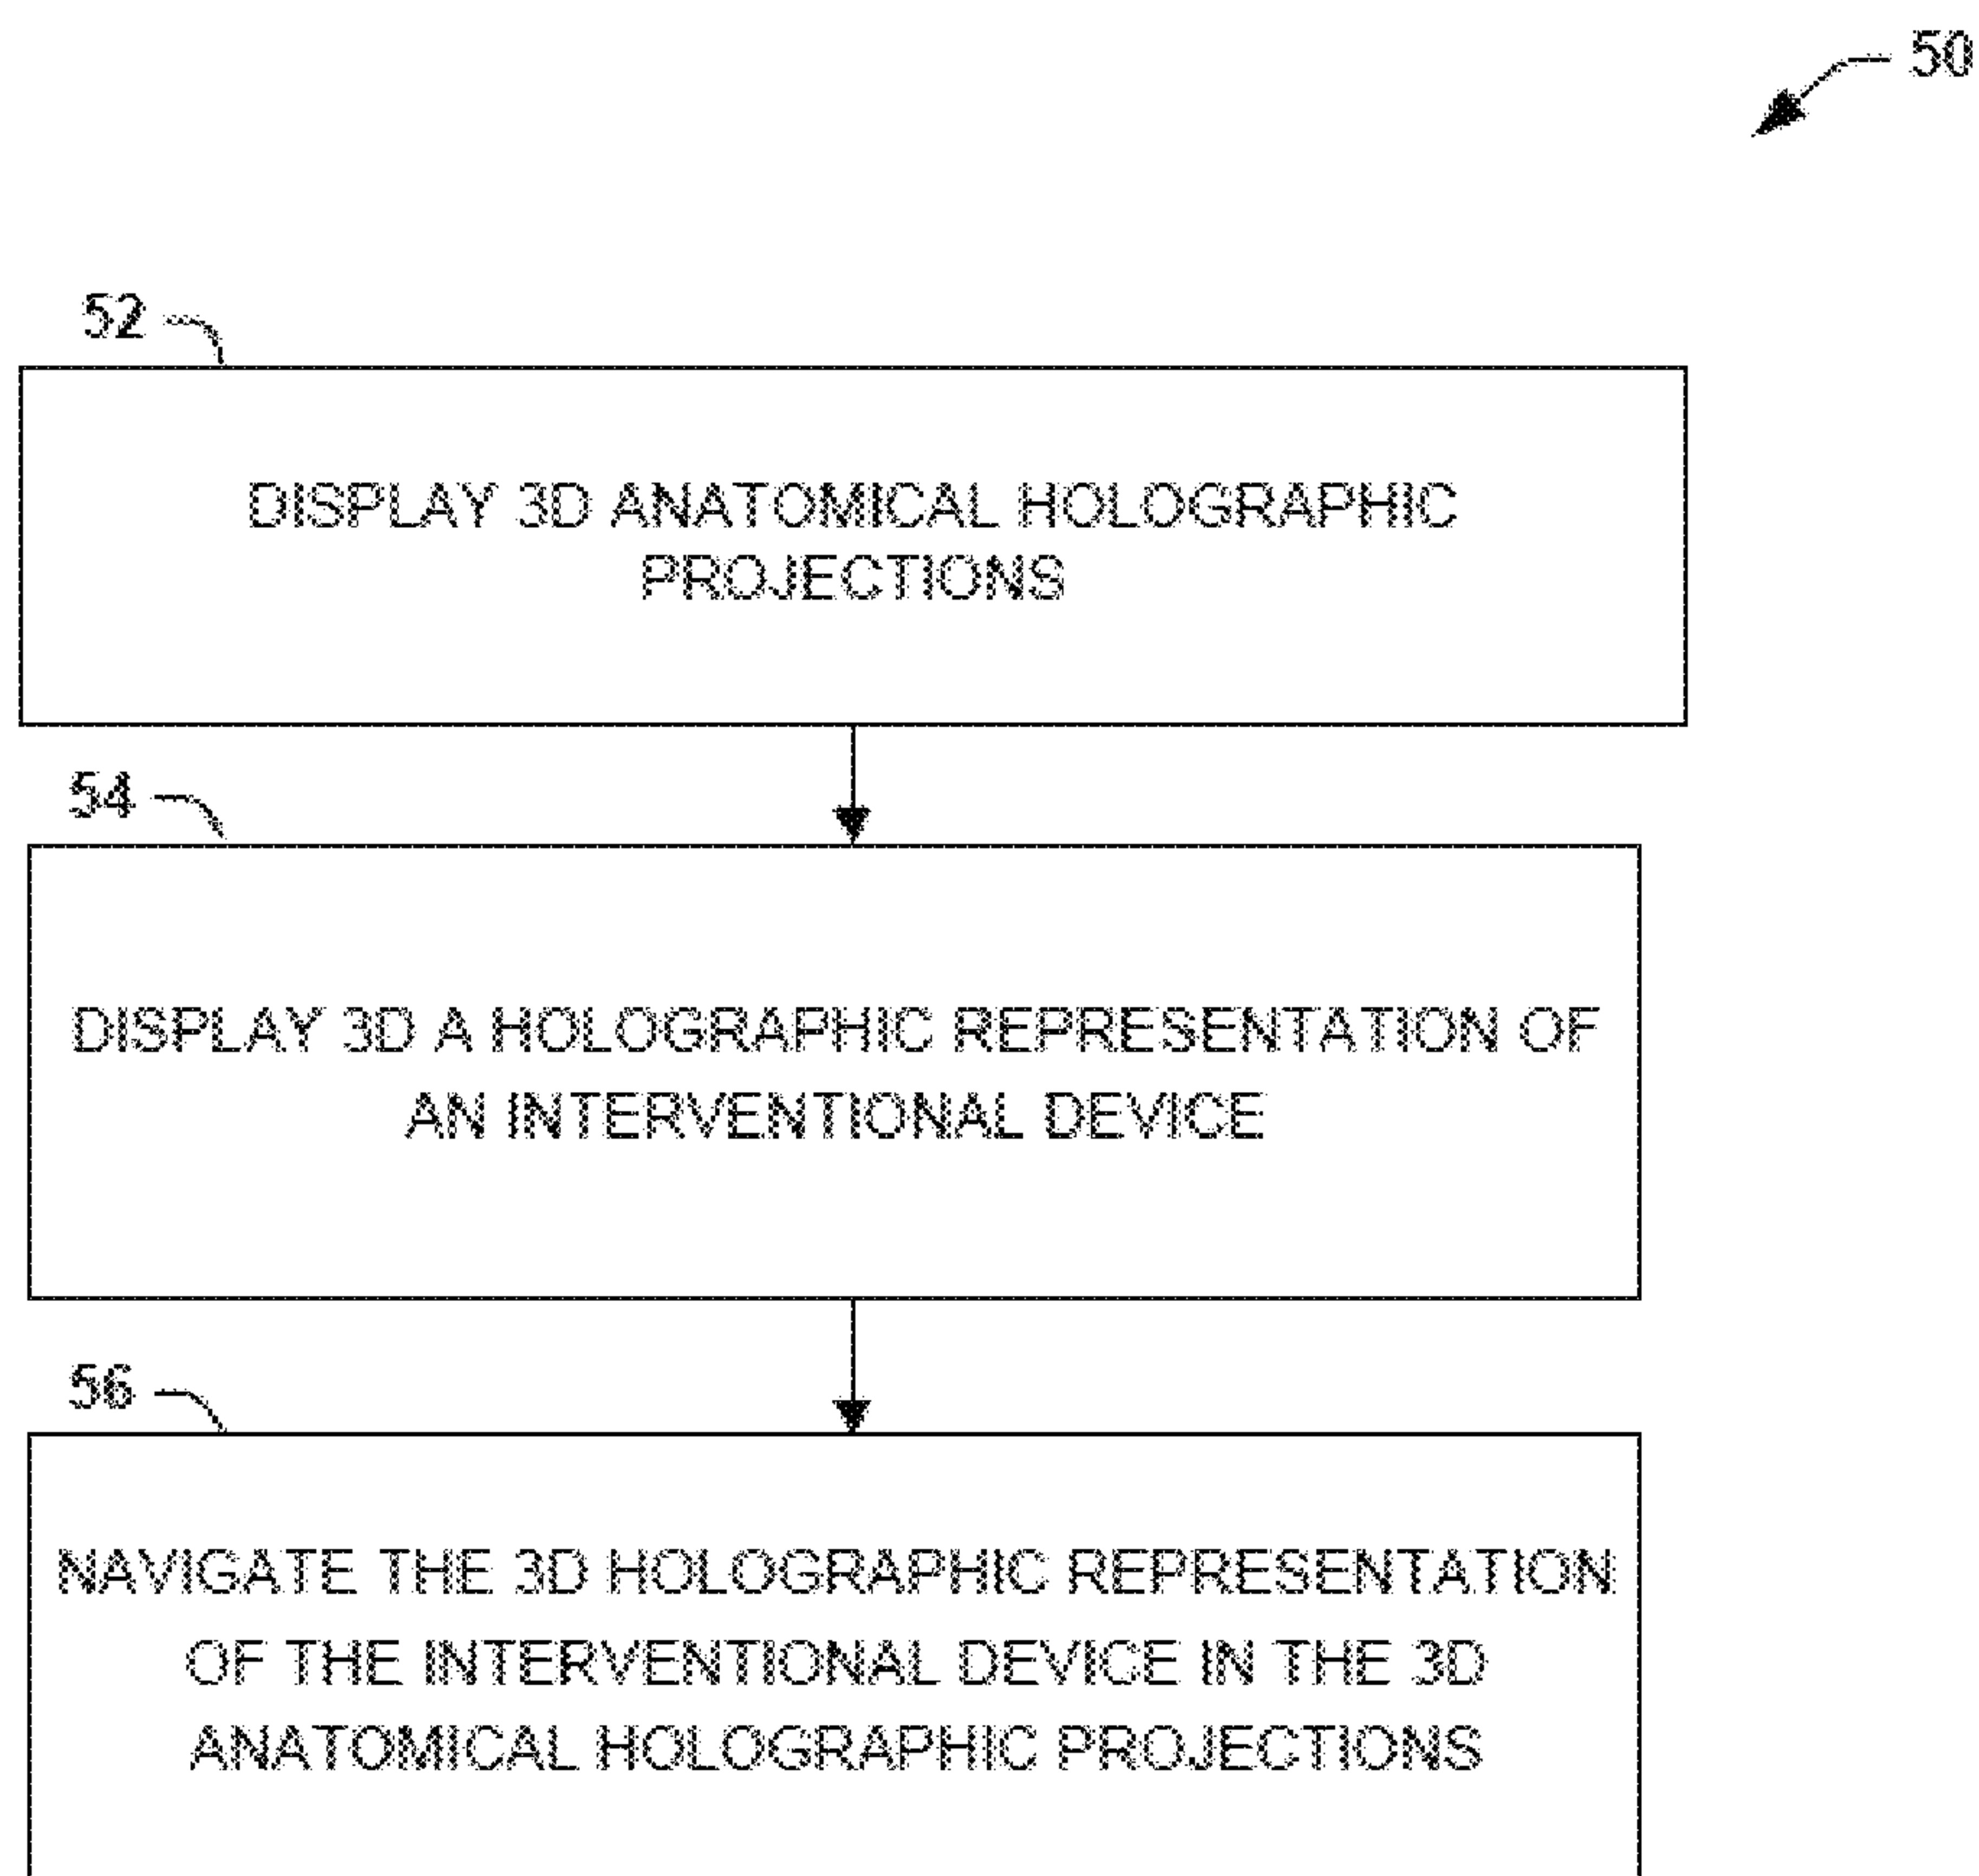 50
52
DISPLAY 3D ANATOMICAL HOLOGRAPHIC
PROJECTIONS
54
DISPLAY 3D A HOLOGRAPHIC REPRESENTATION OF
AN INTERVENTIONAL DEVICE
56
NAVIGATE THE 3D HOLOGRAPHIC REPRESENTATION
OF THE INTERVENTIONAL DEVICE IN THE 3D
ANATOMICAL HOLOGRAPHIC PROJECTIONS